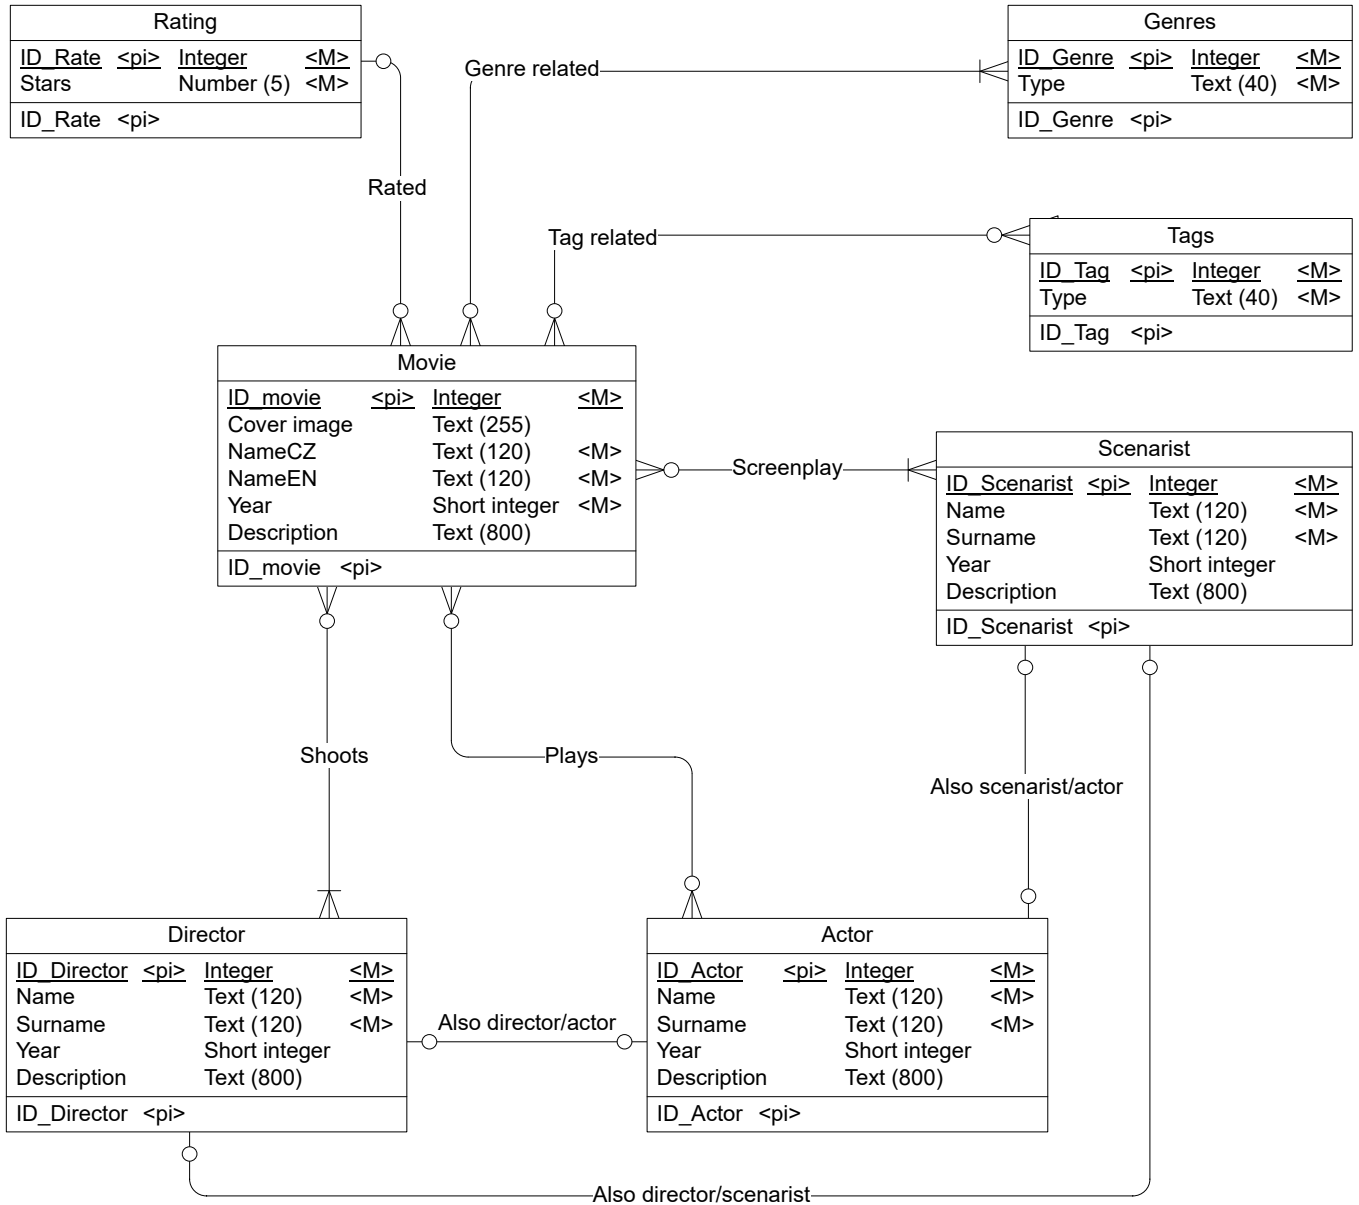 Rating
ID_Rate <pi> Integer <M>
Stars Number (5) <M>
ID_Rate <pi>
Genres
ID_Genre <pi> Integer <M>
Type Text (40) <M>
ID_Genre <pi>
Genre related
Rated
Tag related
Tags
ID_Tag <pi> Integer <M>
Type Text (40) <M>
ID_Tag <pi>
Movie
ID_movie <pi> Integer <M>
Cover image Text (255)
NameCZ Text (120) <M>
NameEN Text (120) <M>
Year Short integer <M>
Description Text (800)
ID_movie <pi>
Screenplay
Scenarist
ID_Scenarist <pi> Integer <M>
Name Text (120) <M>
Surname Text (120) <M>
Year Short integer
Description Text (800)
ID_Scenarist <pi>
Shoots
Plays
Also scenarist/actor
Director
ID_Director <pi> Integer <M>
Name Text (120) <M>
Surname Text (120) <M>
Year Short integer
Description Text (800)
ID_Director <pi>
Also director/actor
Actor
ID_Actor <pi> Integer <M>
Name Text (120) <M>
Surname Text (120) <M>
Year Short integer
Description Text (800)
ID_Actor <pi>
Also director/scenarist